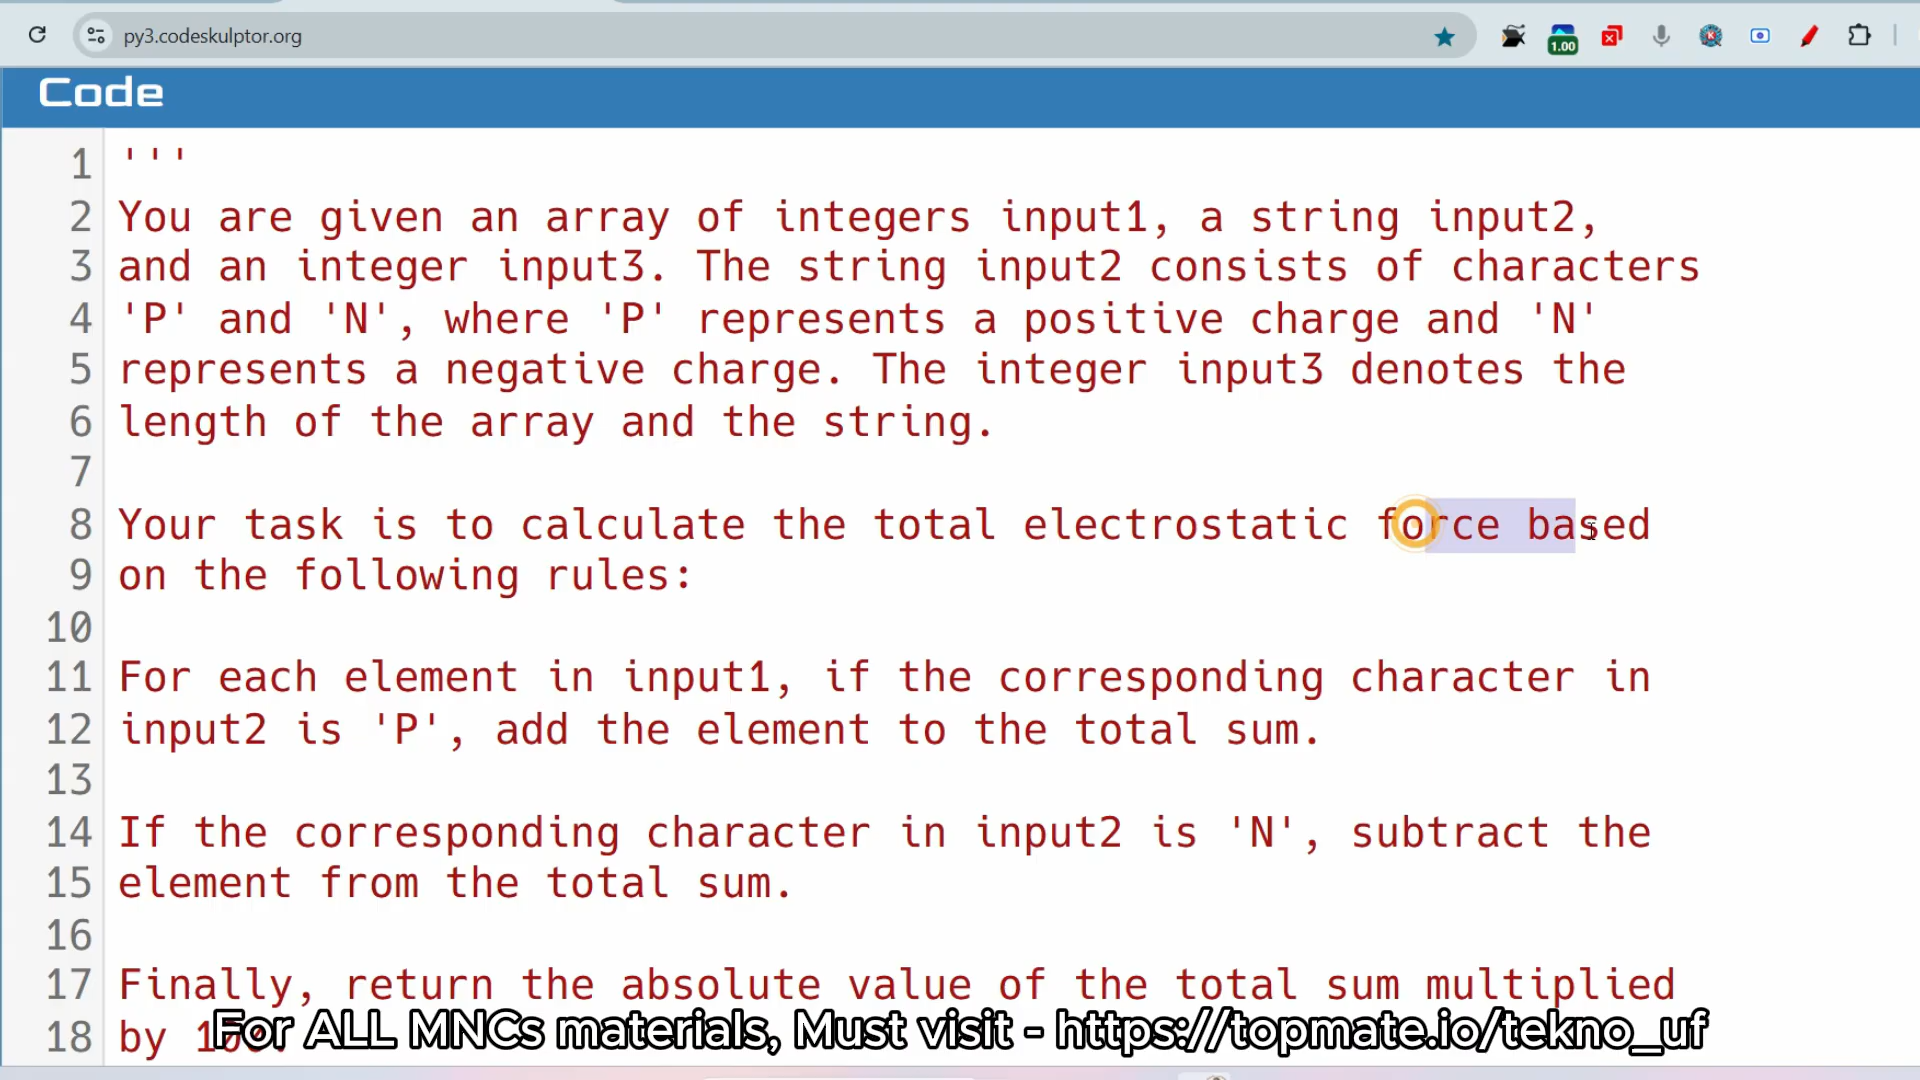 py3.codeskulptor.org
1.00
Code
1 '''
2 You are given an array of integers input1, a string input2,
3 and an integer input3. The string input2 consists of characters
4 'P' and 'N', where 'P' represents a positive charge and 'N'
5 represents a negative charge. The integer input3 denotes the
6 length of the array and the string.
7
8 Your task is to calculate the total electrostatic force based
9 on the following rules:
10
11 For each element in input1, if the corresponding character in
12 input2 is 'P', add the element to the total sum.
13
14 If the corresponding character in input2 is 'N', subtract the
15 element from the total sum.
16
17 Finally, return the absolute value of the total sum multiplied
18 by 100.
For ALL MNCs materials, Must visit - https://topmate.io/tekno_uf